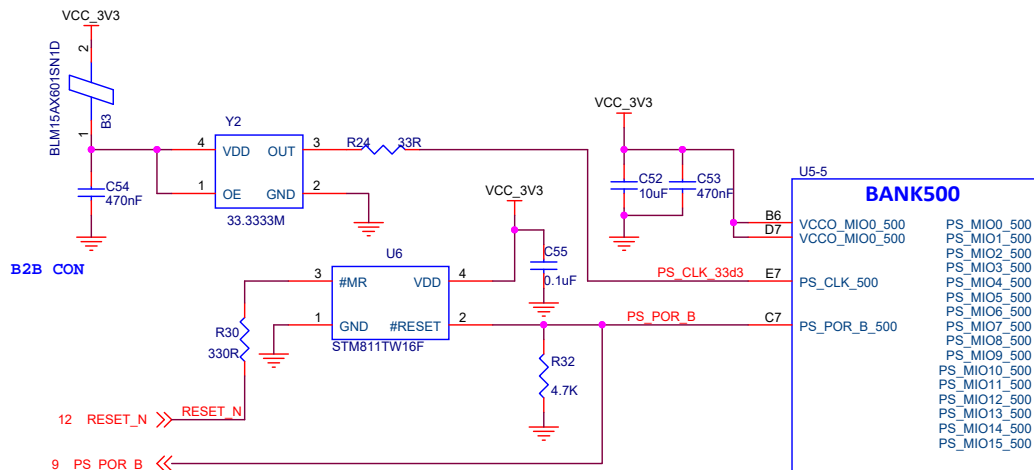 VCC_3V3
2
BLM15AX601SN1D
B3
1
Y2
4
VDD
OUT
3
1
OE
GND
2
33.3333M
R24
33R
C54
470nF
VCC_3V3
C52
10uF
C53
470nF
U5-5
BANK500
B6
VCCO_MIO0_500
D7
VCCO_MIO0_500
E7
PS_CLK_500
C7
PS_POR_B_500
PS_MIO0_500
PS_MIO1_500
PS_MIO2_500
PS_MIO3_500
PS_MIO4_500
PS_MIO5_500
PS_MIO6_500
PS_MIO7_500
PS_MIO8_500
PS_MIO9_500
PS_MIO10_500
PS_MIO11_500
PS_MIO12_500
PS_MIO13_500
PS_MIO14_500
PS_MIO15_500
PS_CLK_33d3
PS_POR_B
VCC_3V3
C55
0.1uF
B2B CON
U6
3
#MR
VDD
4
1
GND
#RESET
2
STM811TW16F
R30
330R
R32
4.7K
12 RESET_N
RESET_N
9 PS_POR_B